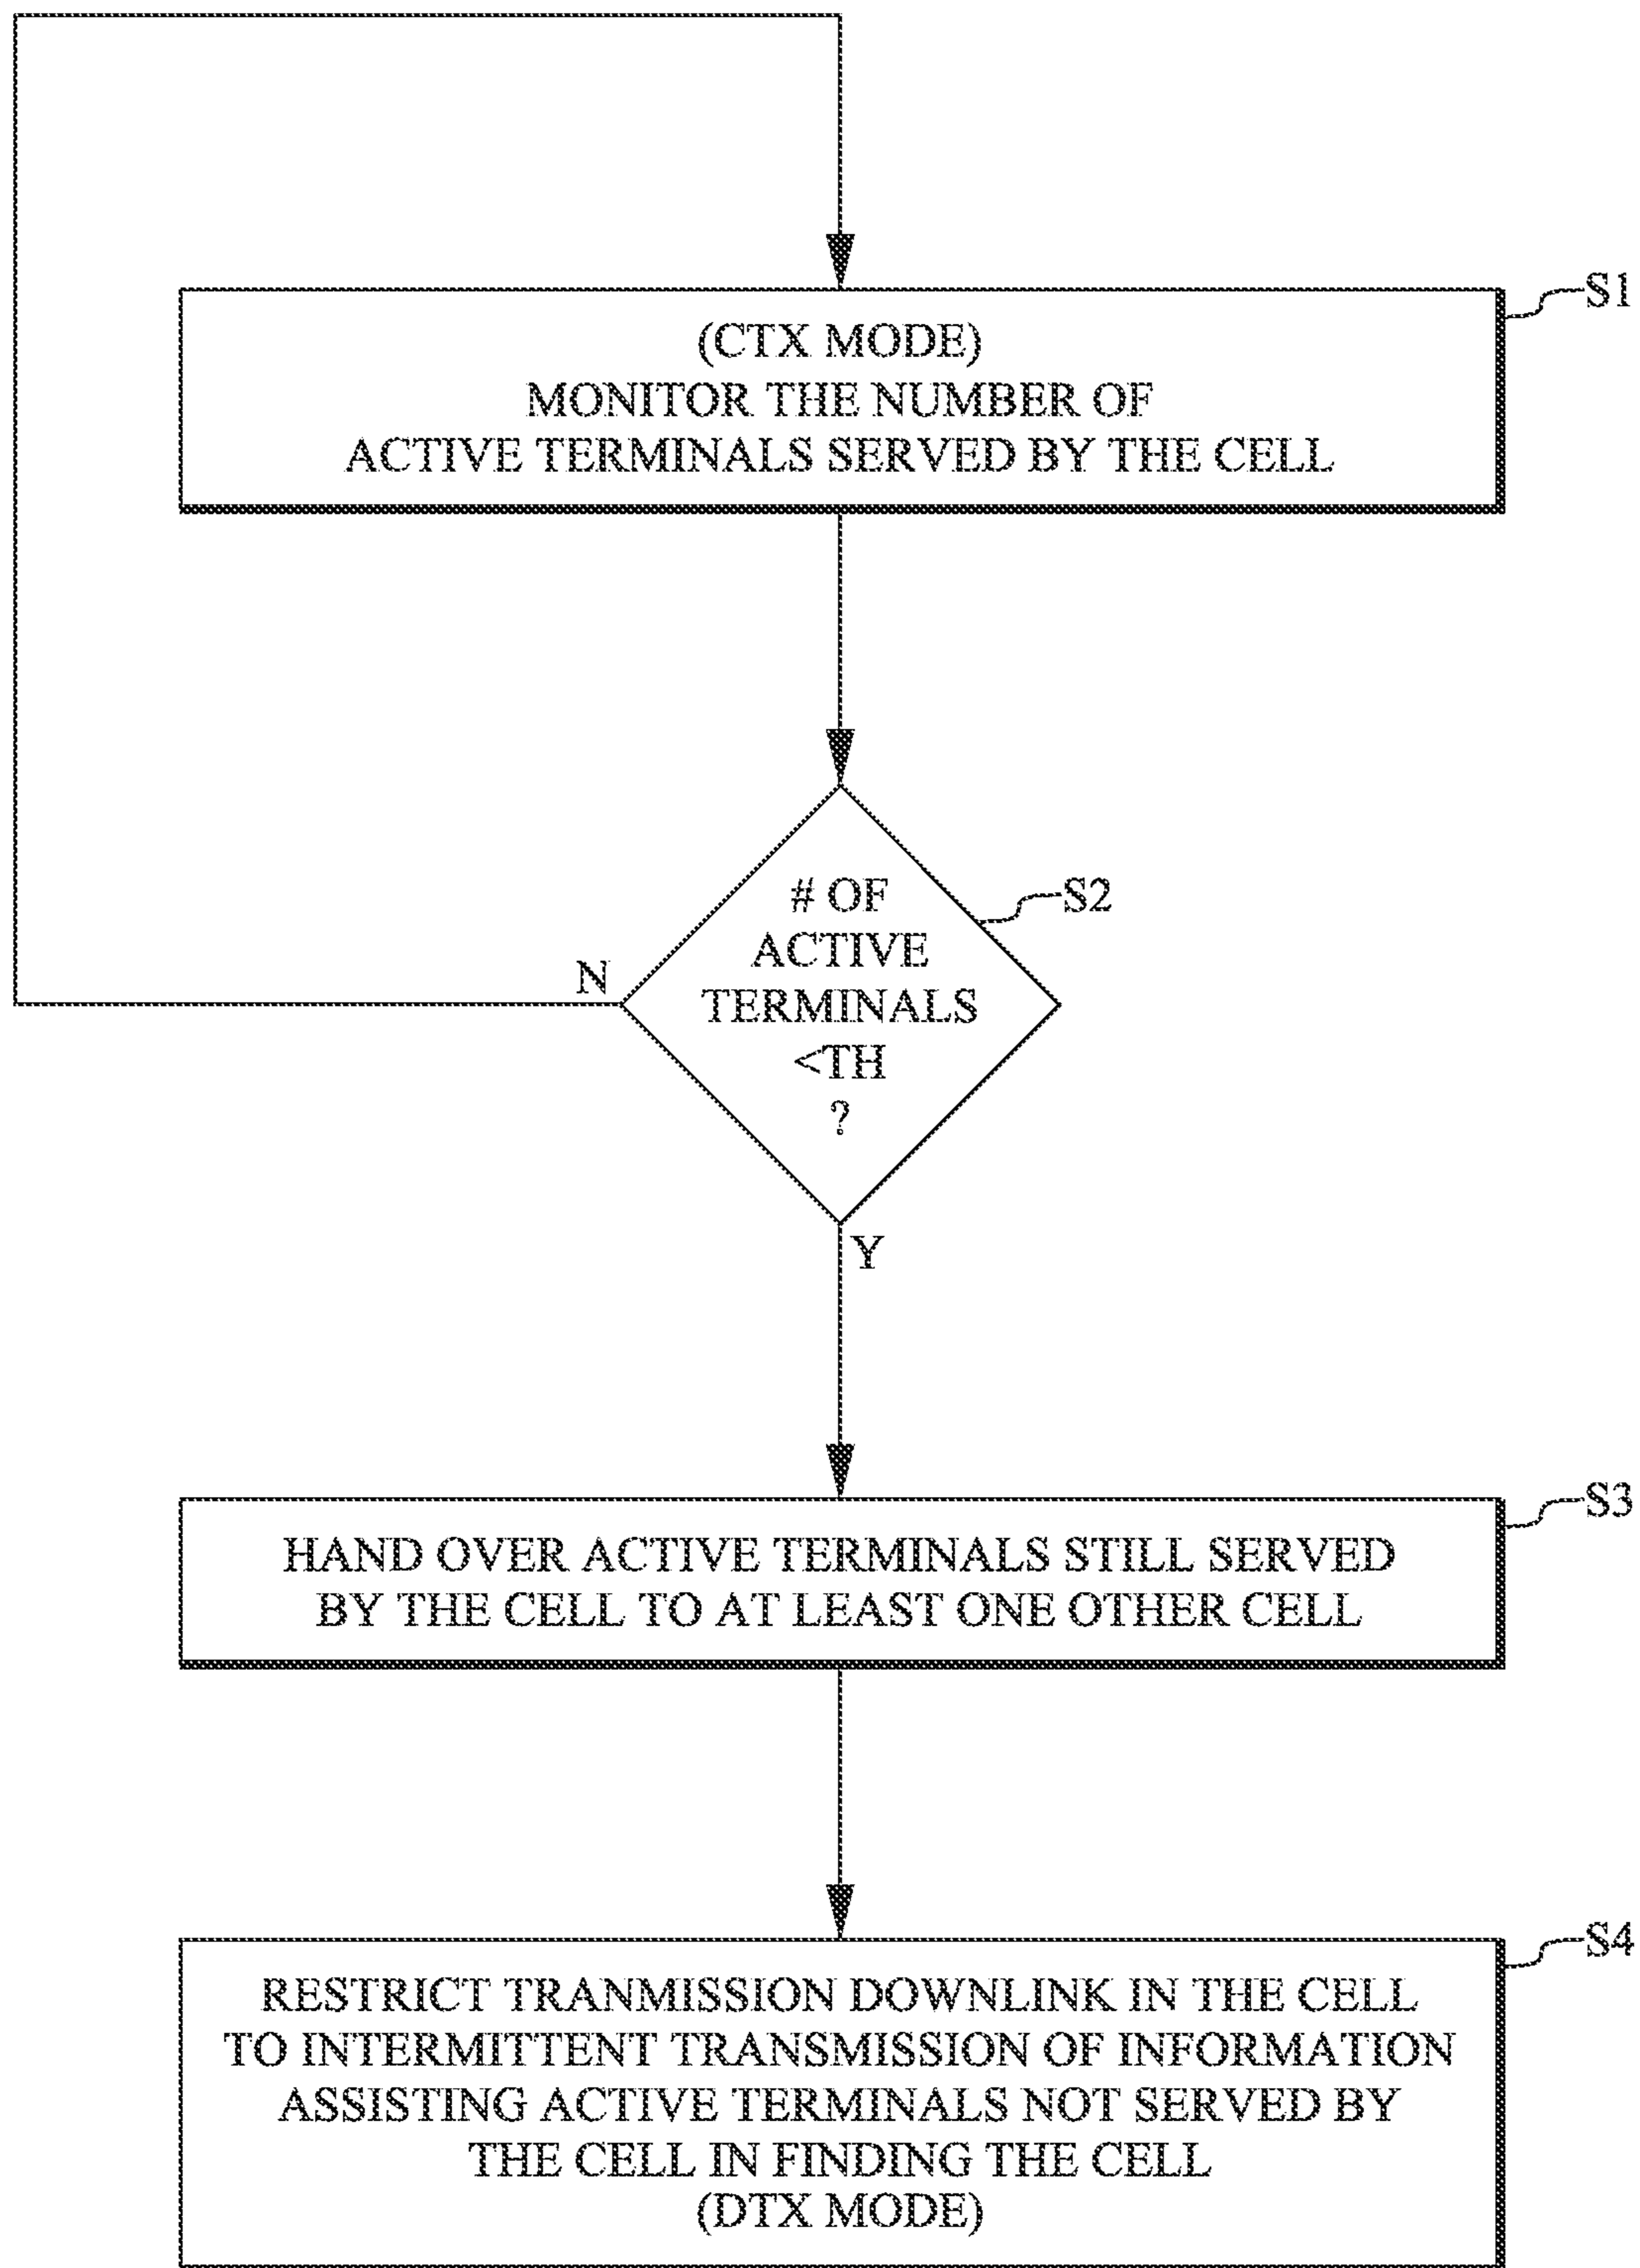 S1
(CTX MODE)
MONITOR THE NUMBER OF
ACTIVE TERMINALS SERVED BY THE CELL
# OF
ACTIVE
TERMINALS
<TH
?
S2
N
Y
S3
HAND OVER ACTIVE TERMINALS STILL SERVED
BY THE CELL TO AT LEAST ONE OTHER CELL
S4
RESTRICT TRANMISSION DOWNLINK IN THE CELL
TO INTERMITTENT TRANSMISSION OF INFORMATION
ASSISTING ACTIVE TERMINALS NOT SERVED BY
THE CELL IN FINDING THE CELL
(DTX MODE)